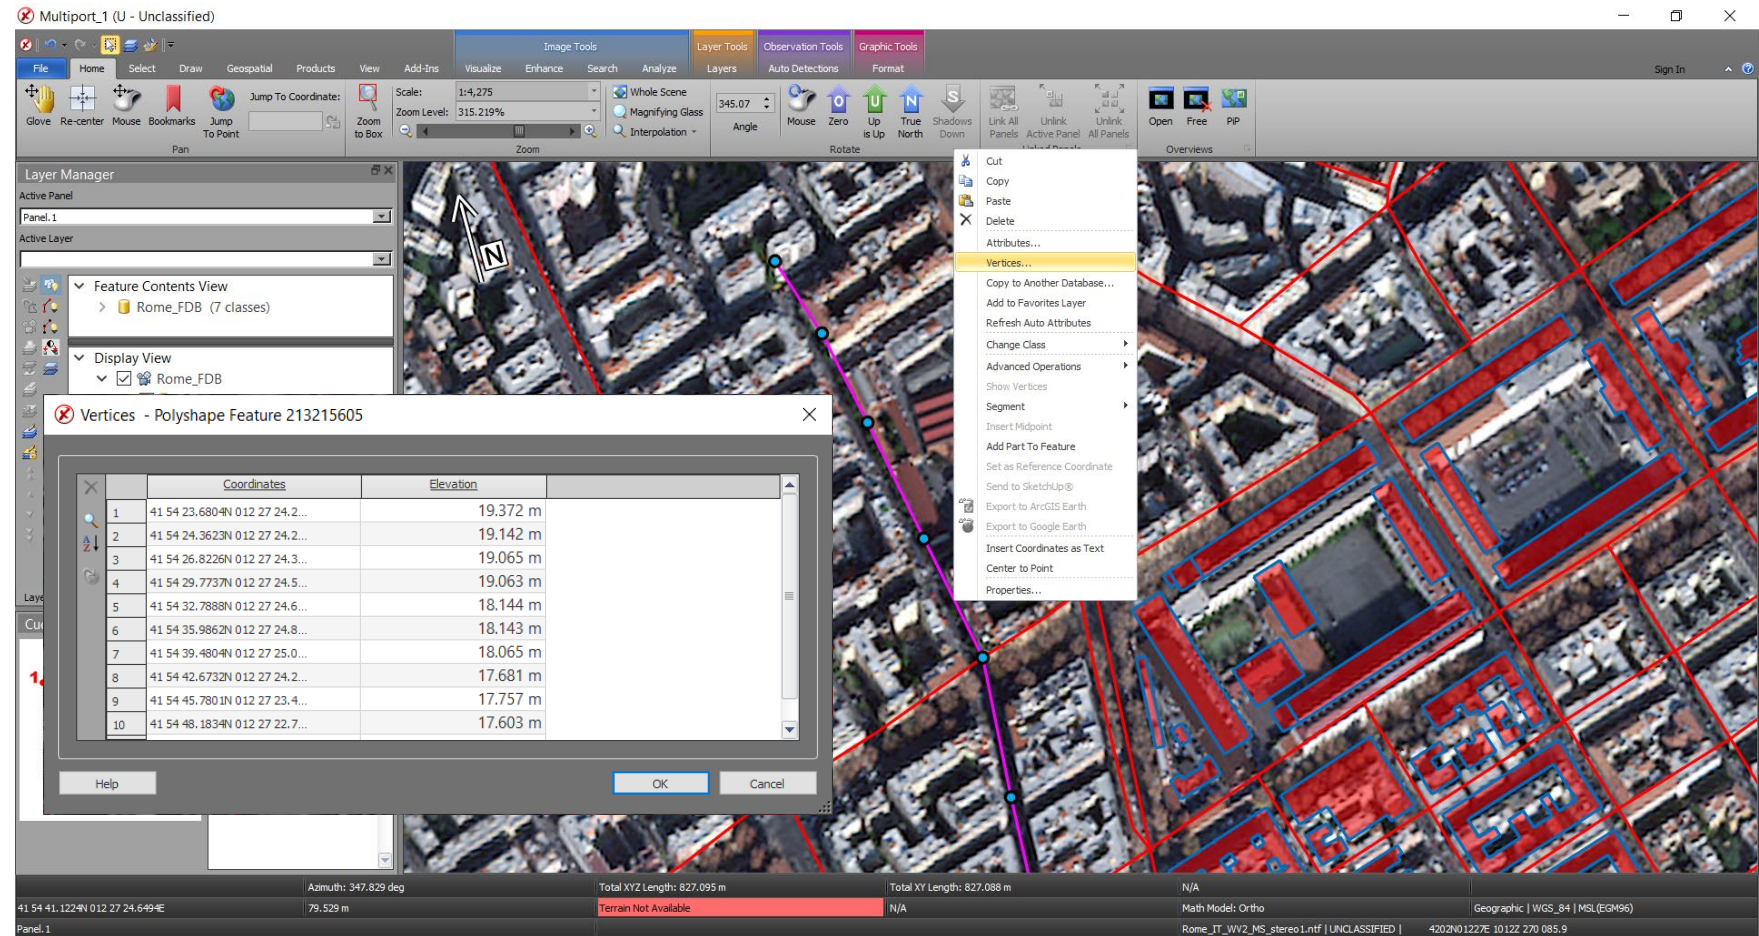 Multiport_1 (U - Unclassified)
Image Tools
Layer Tools
Observation Tools
Graphic Tools
File
Home
Select
Draw
Geospatial
Products
View
Add-Ins
Visualize
Enhance
Search
Analyze
Layers
Auto Detections
Format
Sign In
Glove
Re-center
Mouse
Bookmarks
Jump
To Point
Jump To Coordinate:
Pan
Zoom
to Box
Scale:
1:4,275
Zoom Level:
315.219%
Whole Scene
Magnifying Glass
Interpolation
Zoom
345.07
Angle
Mouse
Zero
Up
is Up
True
North
Shadows
Down
Rotate
Link All
Panels
Unlink
Active Panel
Unlink
All Panels
Linked Panels
Open
Free
PiP
Overviews
Layer Manager
Active Panel
Panel.1
Active Layer
Feature Contents View
Rome_FDB (7 classes)
Display View
Rome_FDB
N
Cut
Copy
Paste
Delete
Attributes...
Vertices...
Copy to Another Database...
Add to Favorites Layer
Refresh Auto Attributes
Change Class
Advanced Operations
Show Vertices
Segment
Insert Midpoint
Add Part To Feature
Set as Reference Coordinate
Send to SketchUp®
Export to ArcGIS Earth
Export to Google Earth
Insert Coordinates as Text
Center to Point
Properties...
Vertices - Polyshape Feature 213215605
Coordinates Elevation
1 41 54 23.6804N 012 27 24.2... 19.372 m
2 41 54 24.3623N 012 27 24.2... 19.142 m
3 41 54 26.8226N 012 27 24.3... 19.065 m
4 41 54 29.7737N 012 27 24.5... 19.063 m
5 41 54 32.7888N 012 27 24.6... 18.144 m
6 41 54 35.9862N 012 27 24.8... 18.143 m
7 41 54 39.4804N 012 27 25.0... 18.065 m
8 41 54 42.6732N 012 27 24.2... 17.681 m
9 41 54 45.7801N 012 27 23.4... 17.757 m
10 41 54 48.1834N 012 27 22.7... 17.603 m
Help
OK
Cancel
Laye
Cu
1.
Azimuth: 347.829 deg
Total XYZ Length: 827.095 m
Total XY Length: 827.088 m
N/A
41 54 41.1224N 012 27 24.6494E
79.529 m
Terrain Not Available
N/A
Math Model: Ortho
Geographic | WGS_84 | MSL(EGM96)
Panel.1
Rome_IT_WV2_MS_stereo1.ntf | UNCLASSIFIED |
4202N01227E 1012Z 270 085.9